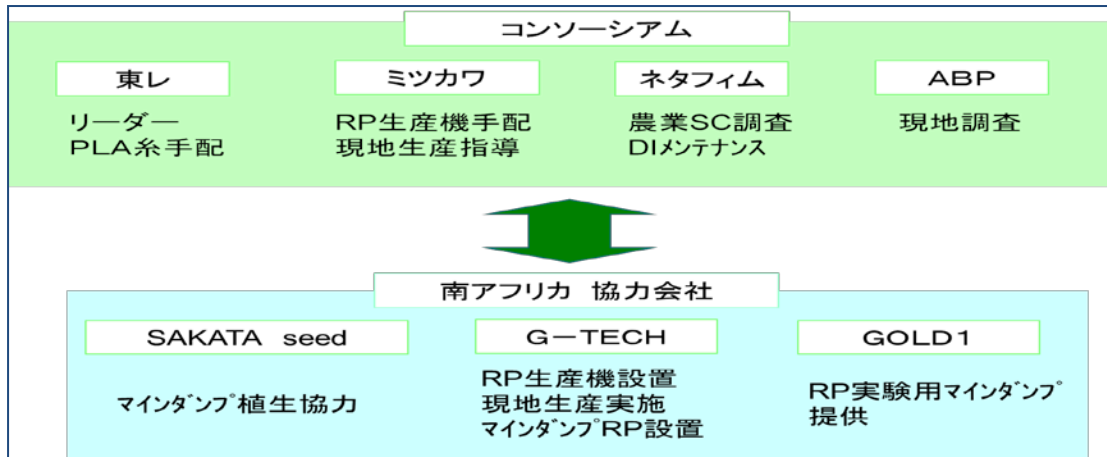 コンソーシアム
東レ
リーダー
PLA糸手配
ミツカワ
RP生産機手配
現地生産指導
ネタフィム
農業SC調査
DIメンテナンス
ABP
現地調査
南アフリカ 協力会社
SAKATA seed
マインダンプ植生協力
G-TECH
RP生産機設置
現地生産実施
マインダンプRP設置
GOLD1
RP実験用マインダンプ
提供